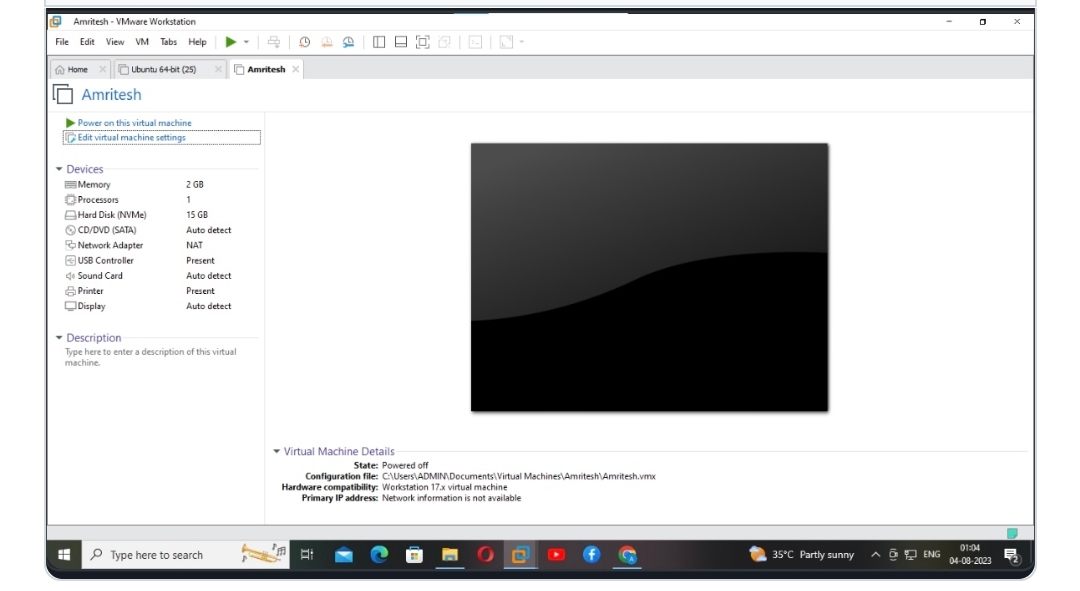 Amritesh - VMware Workstation
File Edit View VM Tabs Help
Home
Ubuntu 64-bit (25)
Amritesh
Amritesh
Power on this virtual machine
Edit virtual machine settings
Devices
Memory 2 GB
Processors 1
Hard Disk (NVMe) 15 GB
CD/DVD (SATA) Auto detect
Network Adapter NAT
USB Controller Present
Sound Card Auto detect
Printer Present
Display Auto detect
Description
Type here to enter a description of this virtual
machine.
Virtual Machine Details
State: Powered off
Configuration file: C:\Users\ADMIN\Documents\Virtual Machines\Amritesh\Amritesh.vmx
Hardware compatibility: Workstation 17.x virtual machine
Primary IP address: Network information is not available
Type here to search
35°C Partly sunny
ENG
01:04
04-08-2023
2